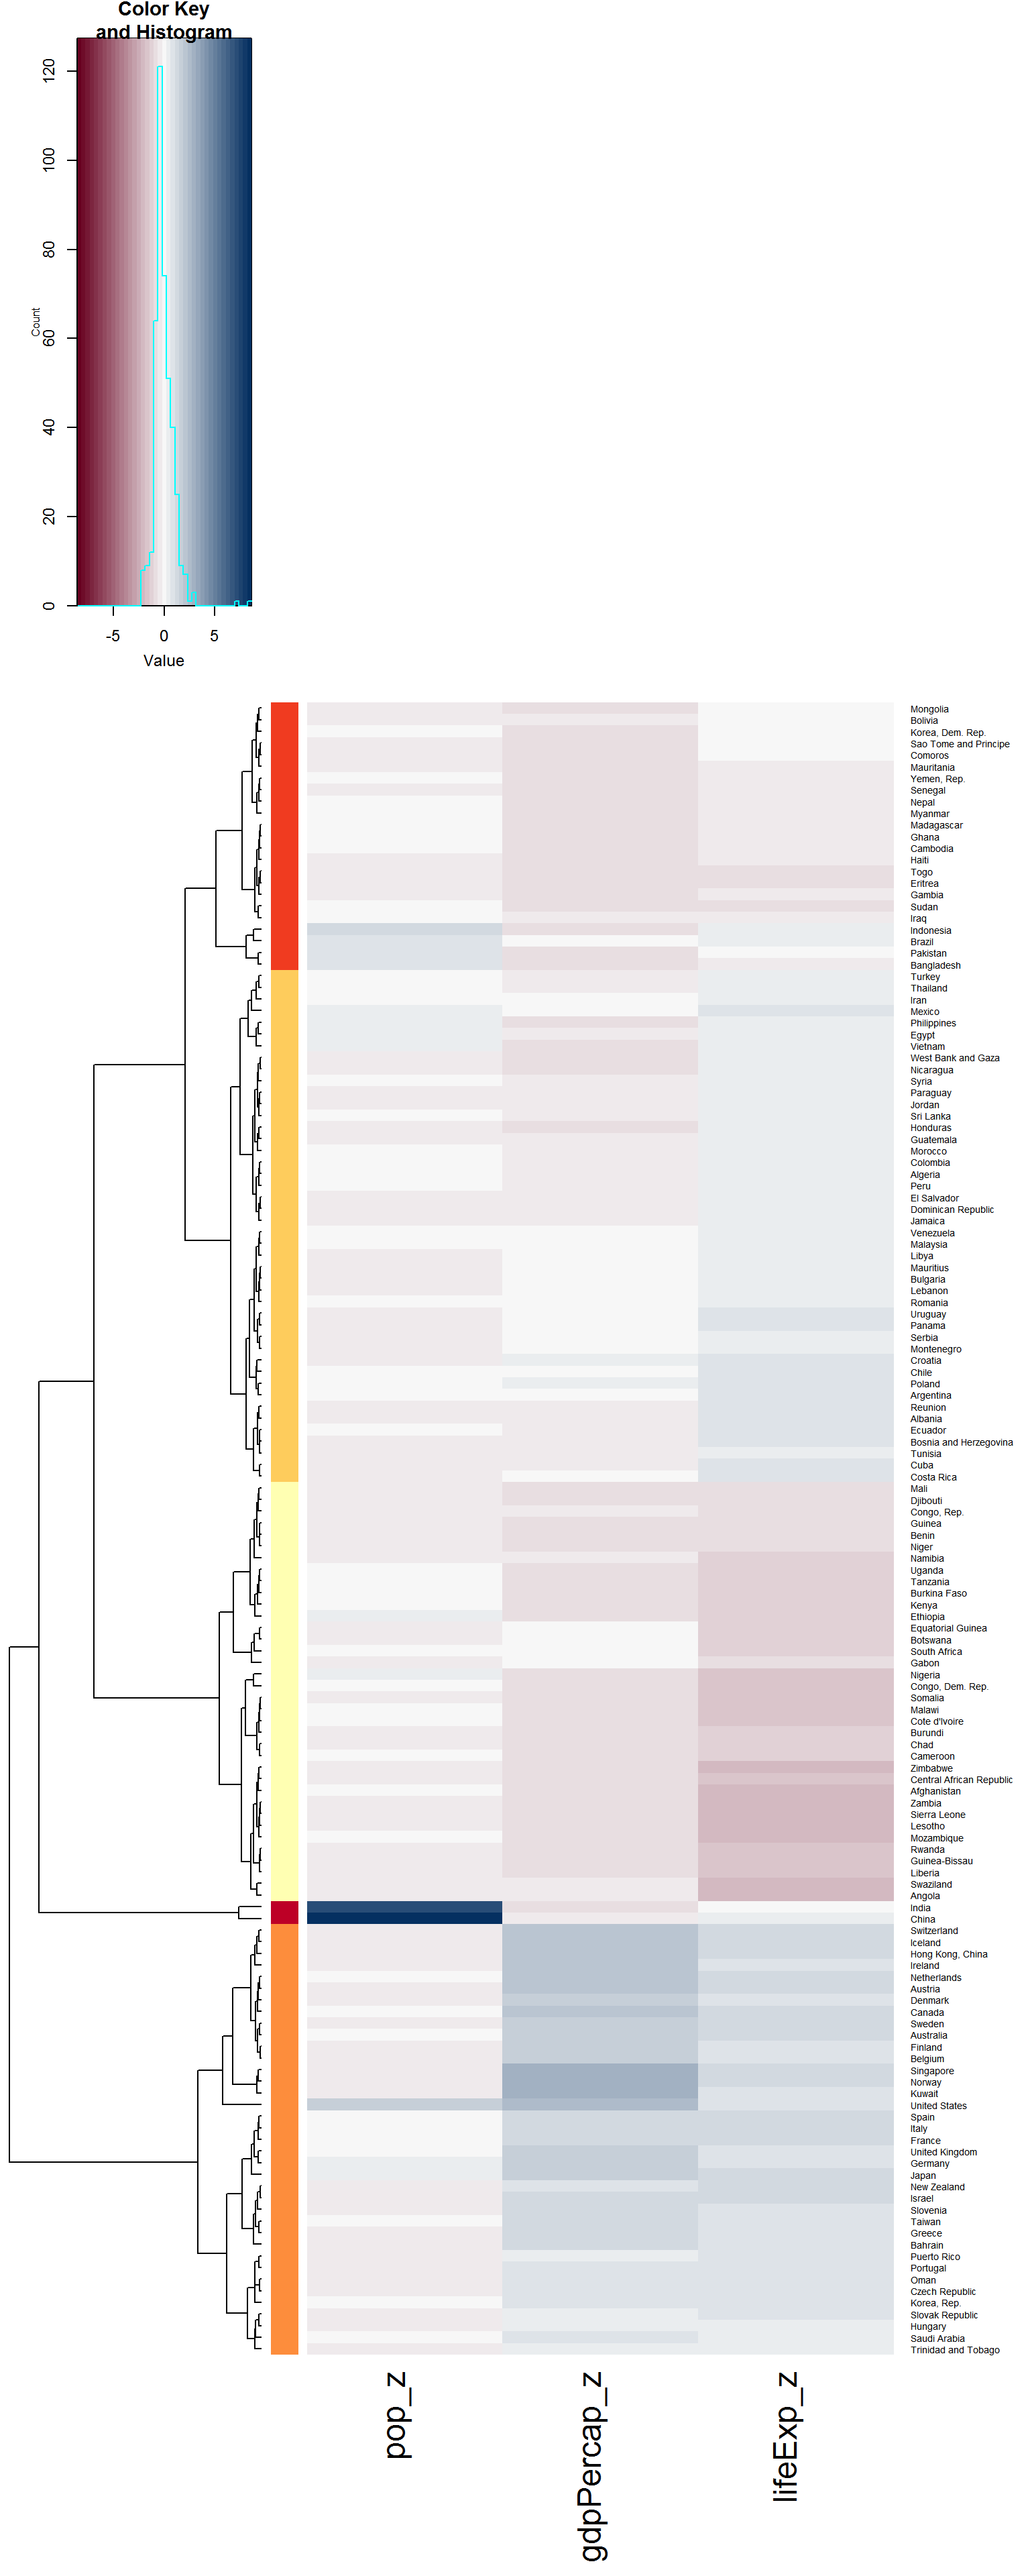 Color Key
and Histogram
120
100
80
60
40
20
0
Count
-5 0 5
Value
Mongolia
Bolivia
Korea, Dem. Rep.
Sao Tome and Principe
Comoros
Mauritania
Yemen, Rep.
Senegal
Nepal
Myanmar
Madagascar
Ghana
Cambodia
Haiti
Togo
Eritrea
Gambia
Sudan
Iraq
Indonesia
Brazil
Pakistan
Bangladesh
Turkey
Thailand
Iran
Mexico
Philippines
Egypt
Vietnam
West Bank and Gaza
Nicaragua
Syria
Paraguay
Jordan
Sri Lanka
Honduras
Guatemala
Morocco
Colombia
Algeria
Peru
El Salvador
Dominican Republic
Jamaica
Venezuela
Malaysia
Libya
Mauritius
Bulgaria
Lebanon
Romania
Uruguay
Panama
Serbia
Montenegro
Croatia
Chile
Poland
Argentina
Reunion
Albania
Ecuador
Bosnia and Herzegovina
Tunisia
Cuba
Costa Rica
Mali
Djibouti
Congo, Rep.
Guinea
Benin
Niger
Namibia
Uganda
Tanzania
Burkina Faso
Kenya
Ethiopia
Equatorial Guinea
Botswana
South Africa
Gabon
Nigeria
Congo, Dem. Rep.
Somalia
Malawi
Cote d'Ivoire
Burundi
Chad
Cameroon
Zimbabwe
Central African Republic
Afghanistan
Zambia
Sierra Leone
Lesotho
Mozambique
Rwanda
Guinea-Bissau
Liberia
Swaziland
Angola
India
China
Switzerland
Iceland
Hong Kong, China
Ireland
Netherlands
Austria
Denmark
Canada
Sweden
Australia
Finland
Belgium
Singapore
Norway
Kuwait
United States
Spain
Italy
France
United Kingdom
Germany
Japan
New Zealand
Israel
Slovenia
Taiwan
Greece
Bahrain
Puerto Rico
Portugal
Oman
Czech Republic
Korea, Rep.
Slovak Republic
Hungary
Saudi Arabia
Trinidad and Tobago
pop_z
gdpPercap_z
lifeExp_z